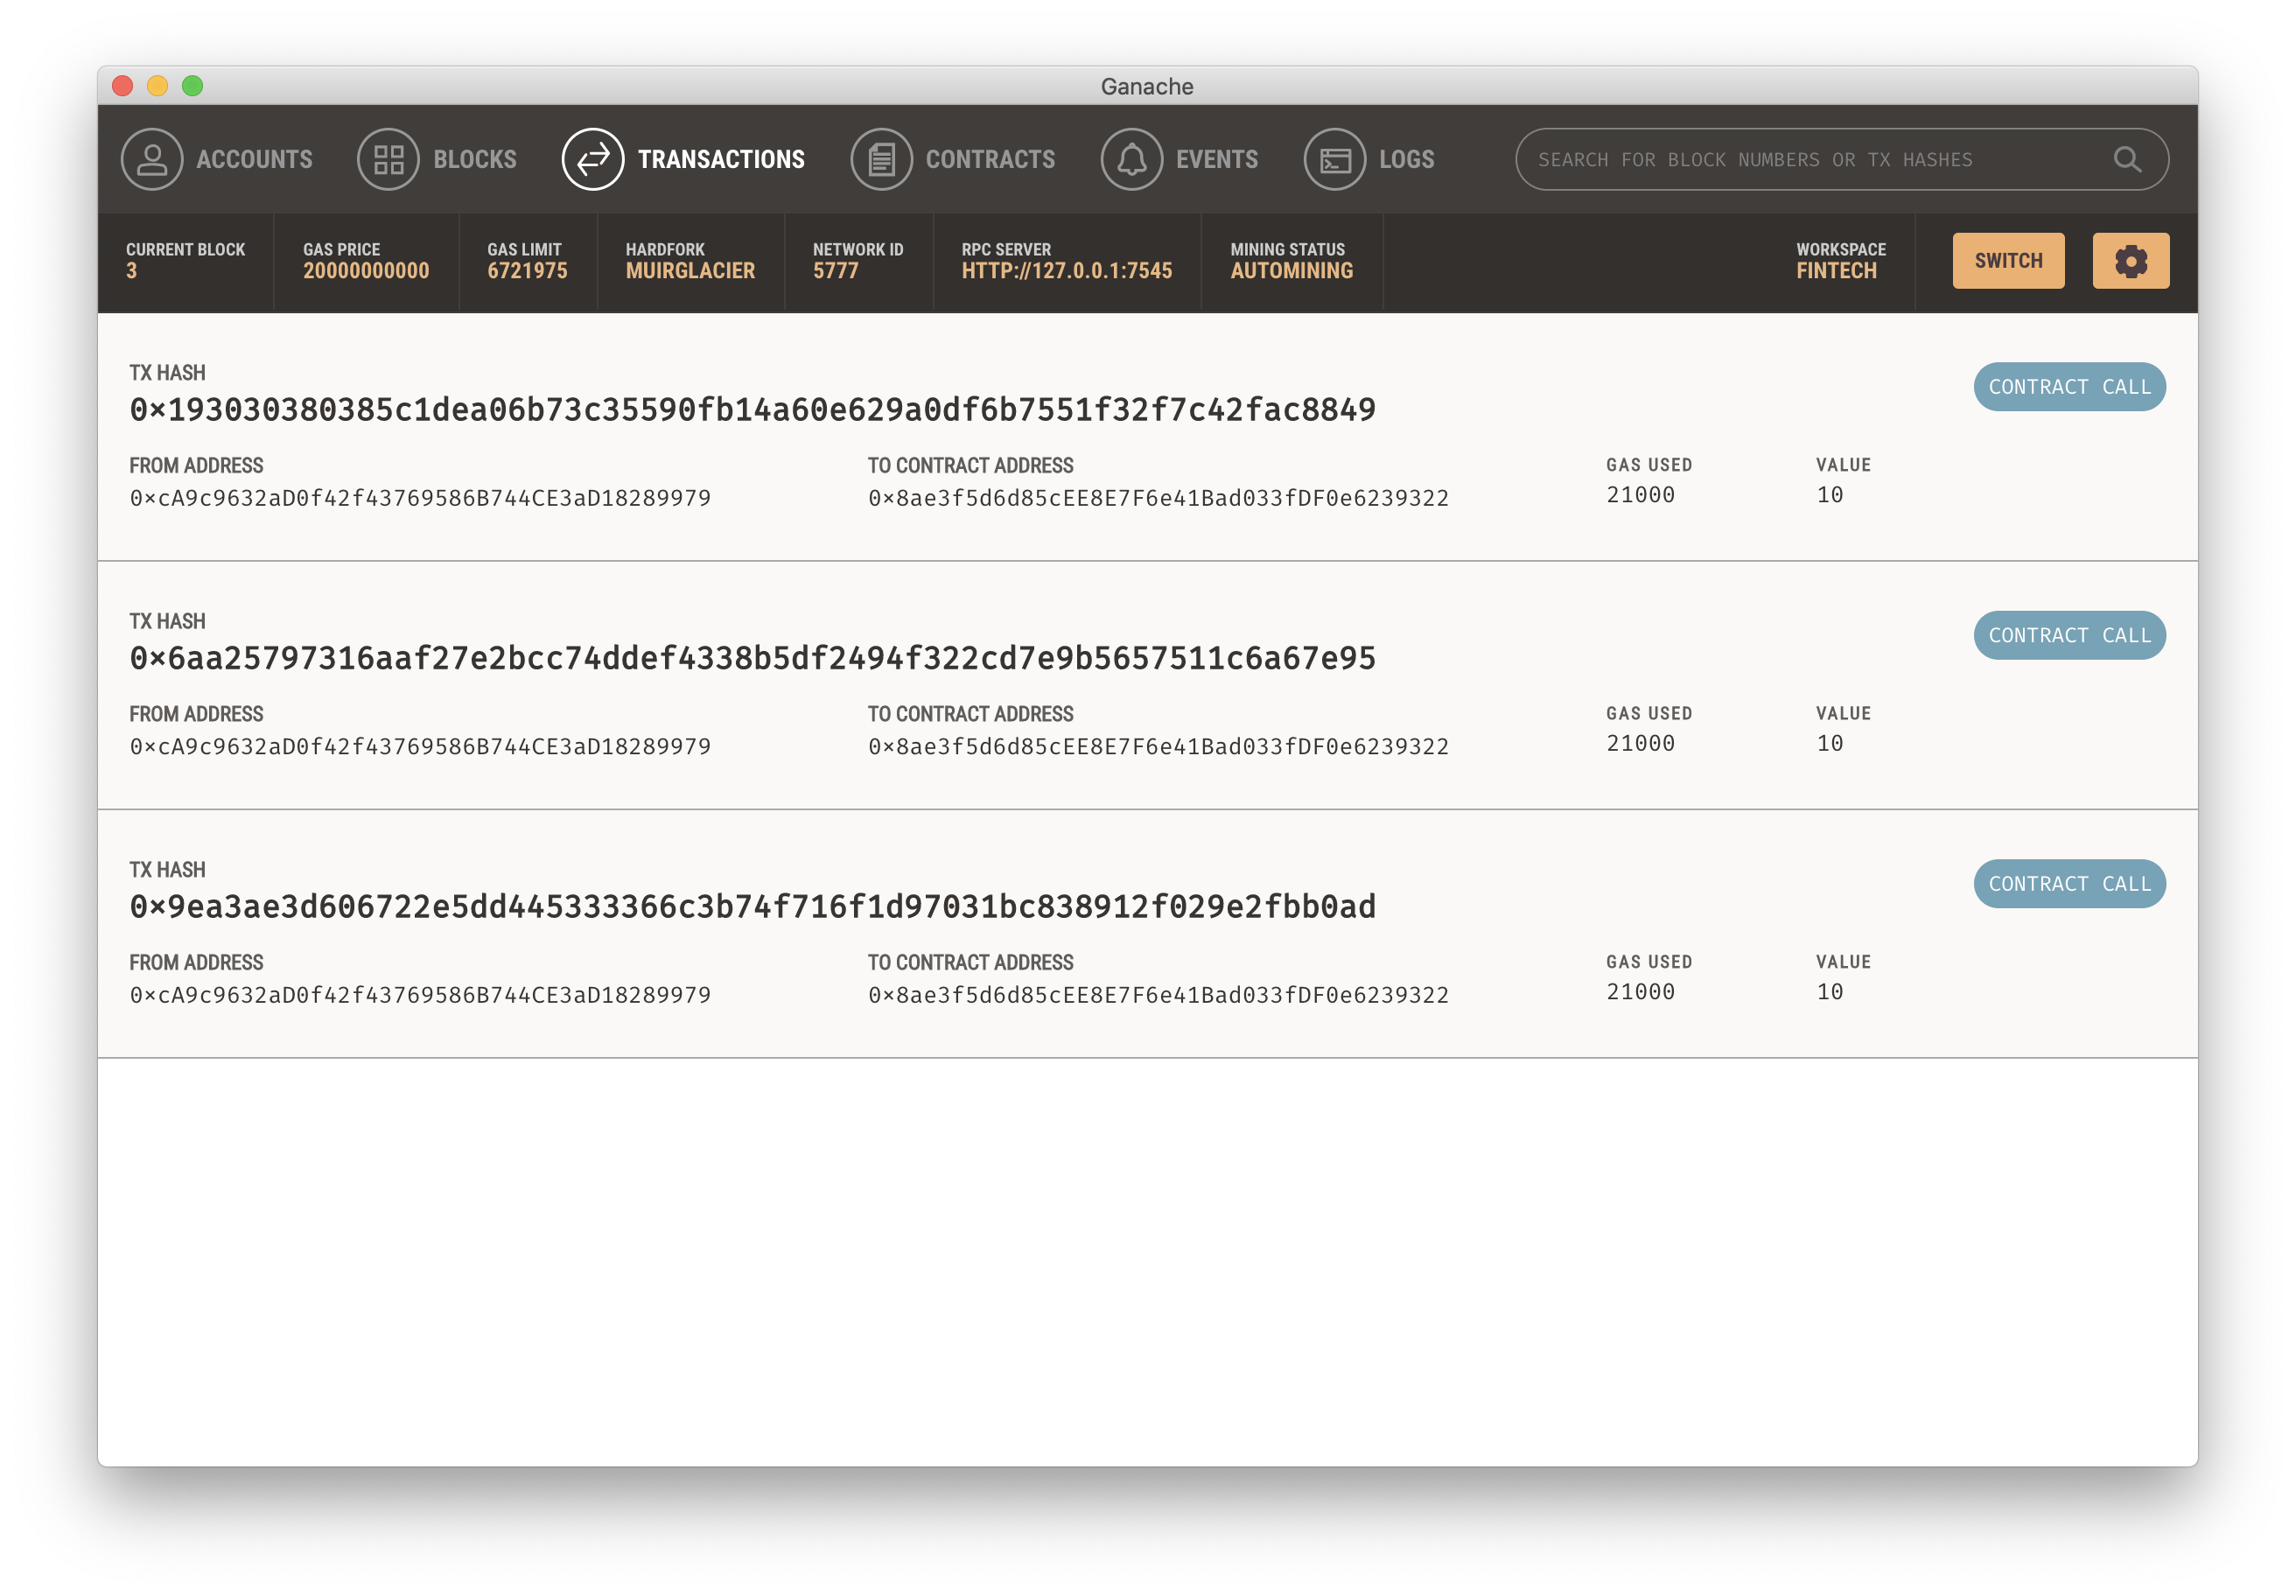 Ganache
ACCOUNTS BLOCKS TRANSACTIONS CONTRACTS EVENTS LOGS SEARCH FOR BLOCK NUMBERS OR TX HASHES
CURRENT BLOCK GAS PRICE GAS LIMIT HARDFORK NETWORK ID RPC SERVER MINING STATUS WORKSPACE
3 20000000000 6721975 MUIRGLACIER 5777 HTTP://127.0.0.1:7545 AUTOMINING FINTECH SWITCH
TX HASH
0×193030380385c1dea06b73c35590fb14a60e629a0df6b7551f32f7c42fac8849
CONTRACT CALL
FROM ADDRESS TO CONTRACT ADDRESS GAS USED VALUE
0×cA9c9632aD0f42f43769586B744CE3aD18289979 0×8ae3f5d6d85cEE8E7F6e41Bad033fDF0e6239322 21000 10
TX HASH
0×6aa25797316aaf27e2bcc74ddef4338b5df2494f322cd7e9b5657511c6a67e95
CONTRACT CALL
FROM ADDRESS TO CONTRACT ADDRESS GAS USED VALUE
0×cA9c9632aD0f42f43769586B744CE3aD18289979 0×8ae3f5d6d85cEE8E7F6e41Bad033fDF0e6239322 21000 10
TX HASH
0×9ea3ae3d606722e5dd445333366c3b74f716f1d97031bc838912f029e2fbb0ad
CONTRACT CALL
FROM ADDRESS TO CONTRACT ADDRESS GAS USED VALUE
0×cA9c9632aD0f42f43769586B744CE3aD18289979 0×8ae3f5d6d85cEE8E7F6e41Bad033fDF0e6239322 21000 10